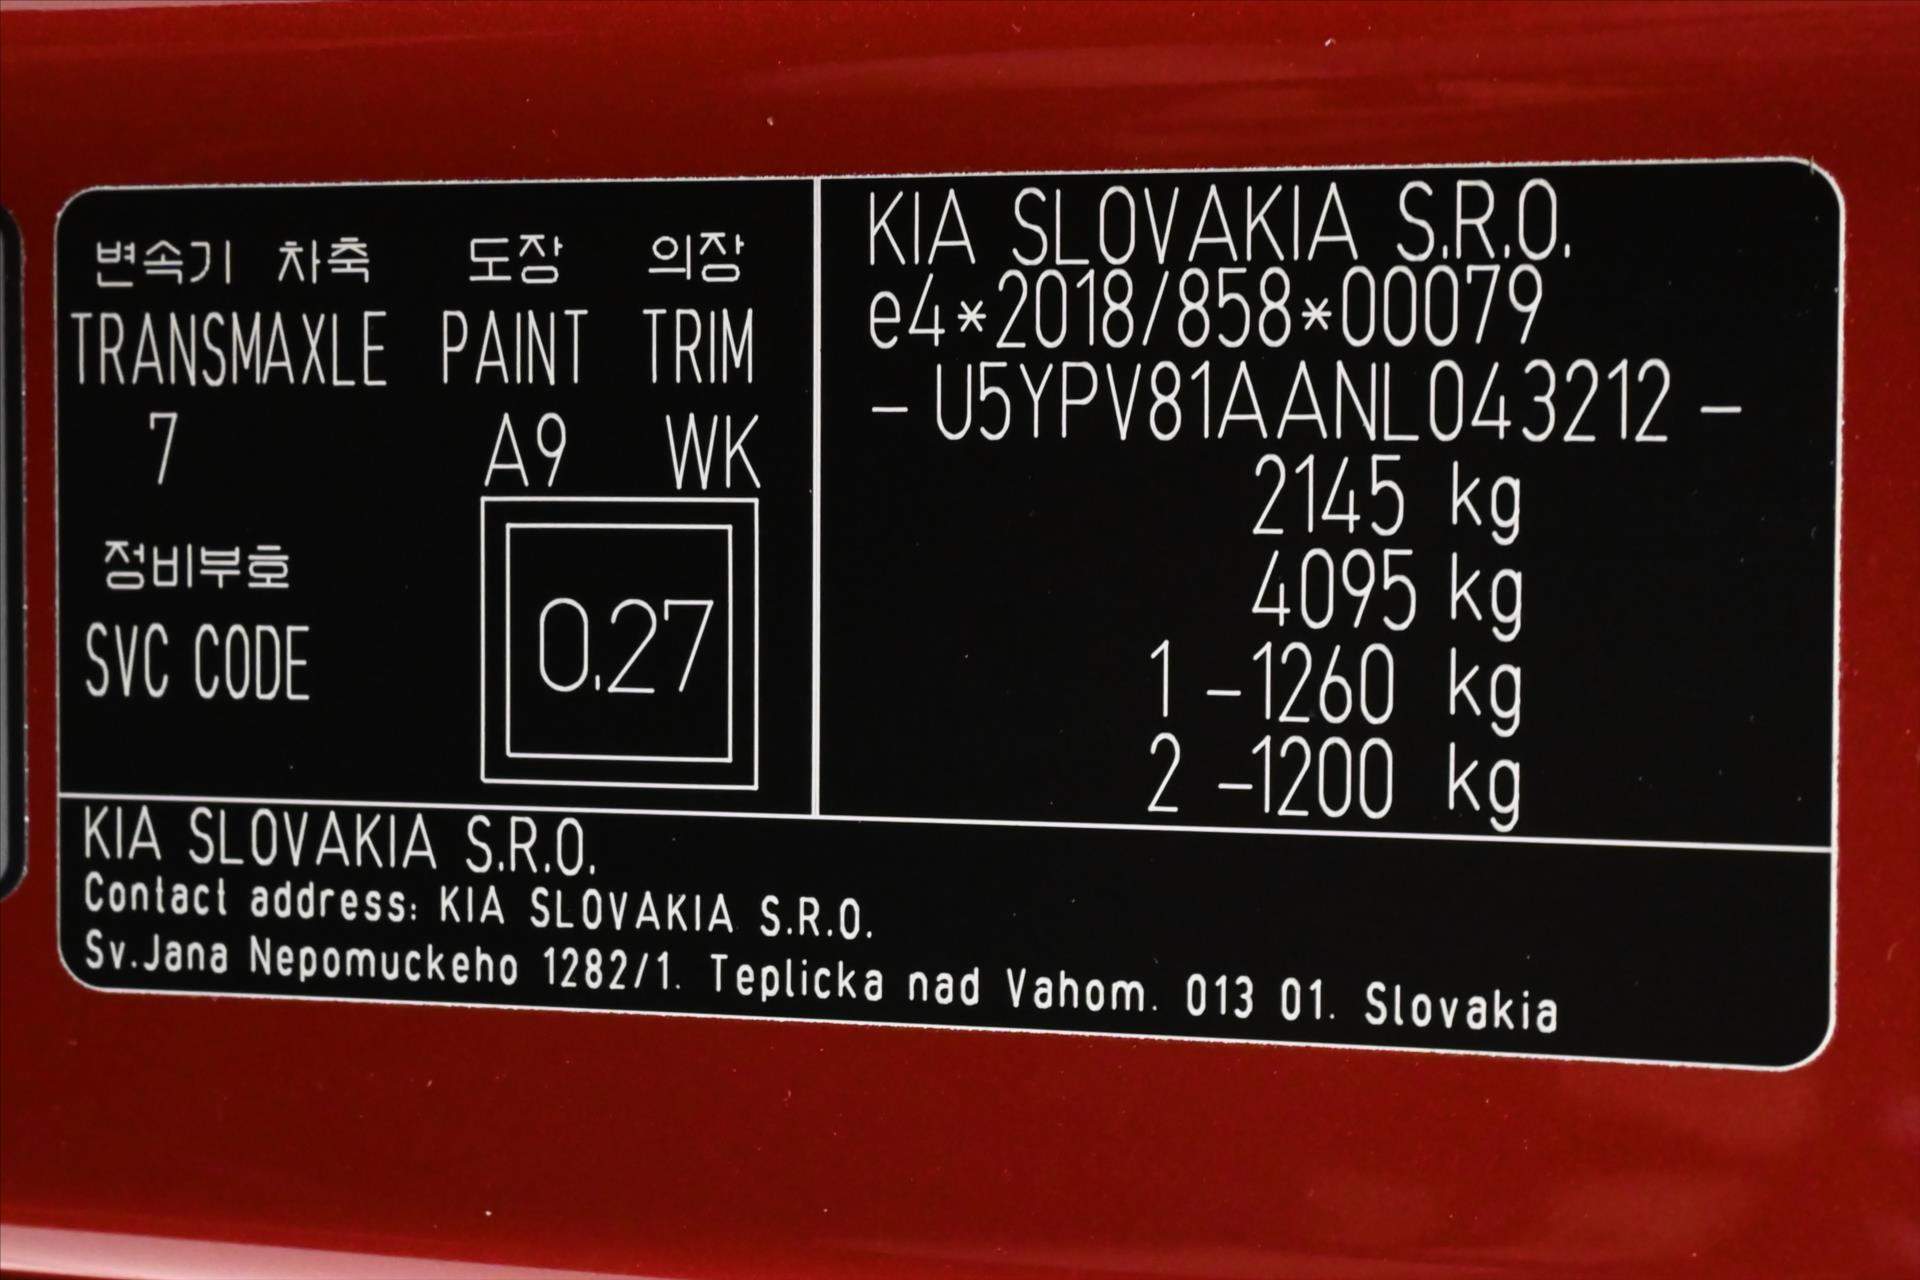 변속기 차축 도장 의장
TRANSMAXLE PAINT TRIM
7 A9 WK
정비부호
SVC CODE
0.27
KIA SLOVAKIA S.R.O.
e4*2018/858*00079
- U5YPV81AANL043212 -
2145 kg
4095 kg
1 -1260 kg
2 -1200 kg
KIA SLOVAKIA S.R.O.
Contact address: KIA SLOVAKIA S.R.O.
Sv.Jana Nepomuckeho 1282/1. Teplicka nad Vahom. 013 01. Slovakia